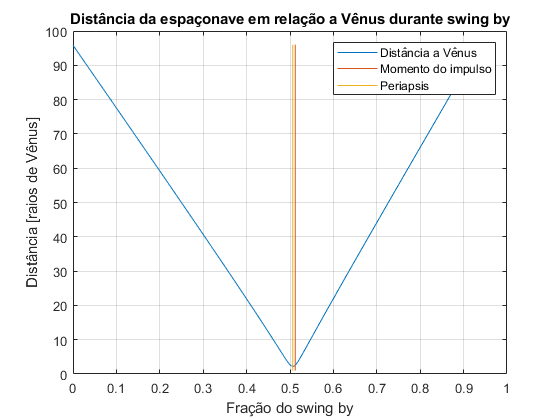 Distância da espaçonave em relação a Vênus durante swing by
Distância a Vênus
Momento do impulso
Periapsis
Distância [raios de Vênus]
100
90
80
70
60
50
40
30
20
10
0
0 0.1 0.2 0.3 0.4 0.5 0.6 0.7 0.8 0.9 1
Fração do swing by